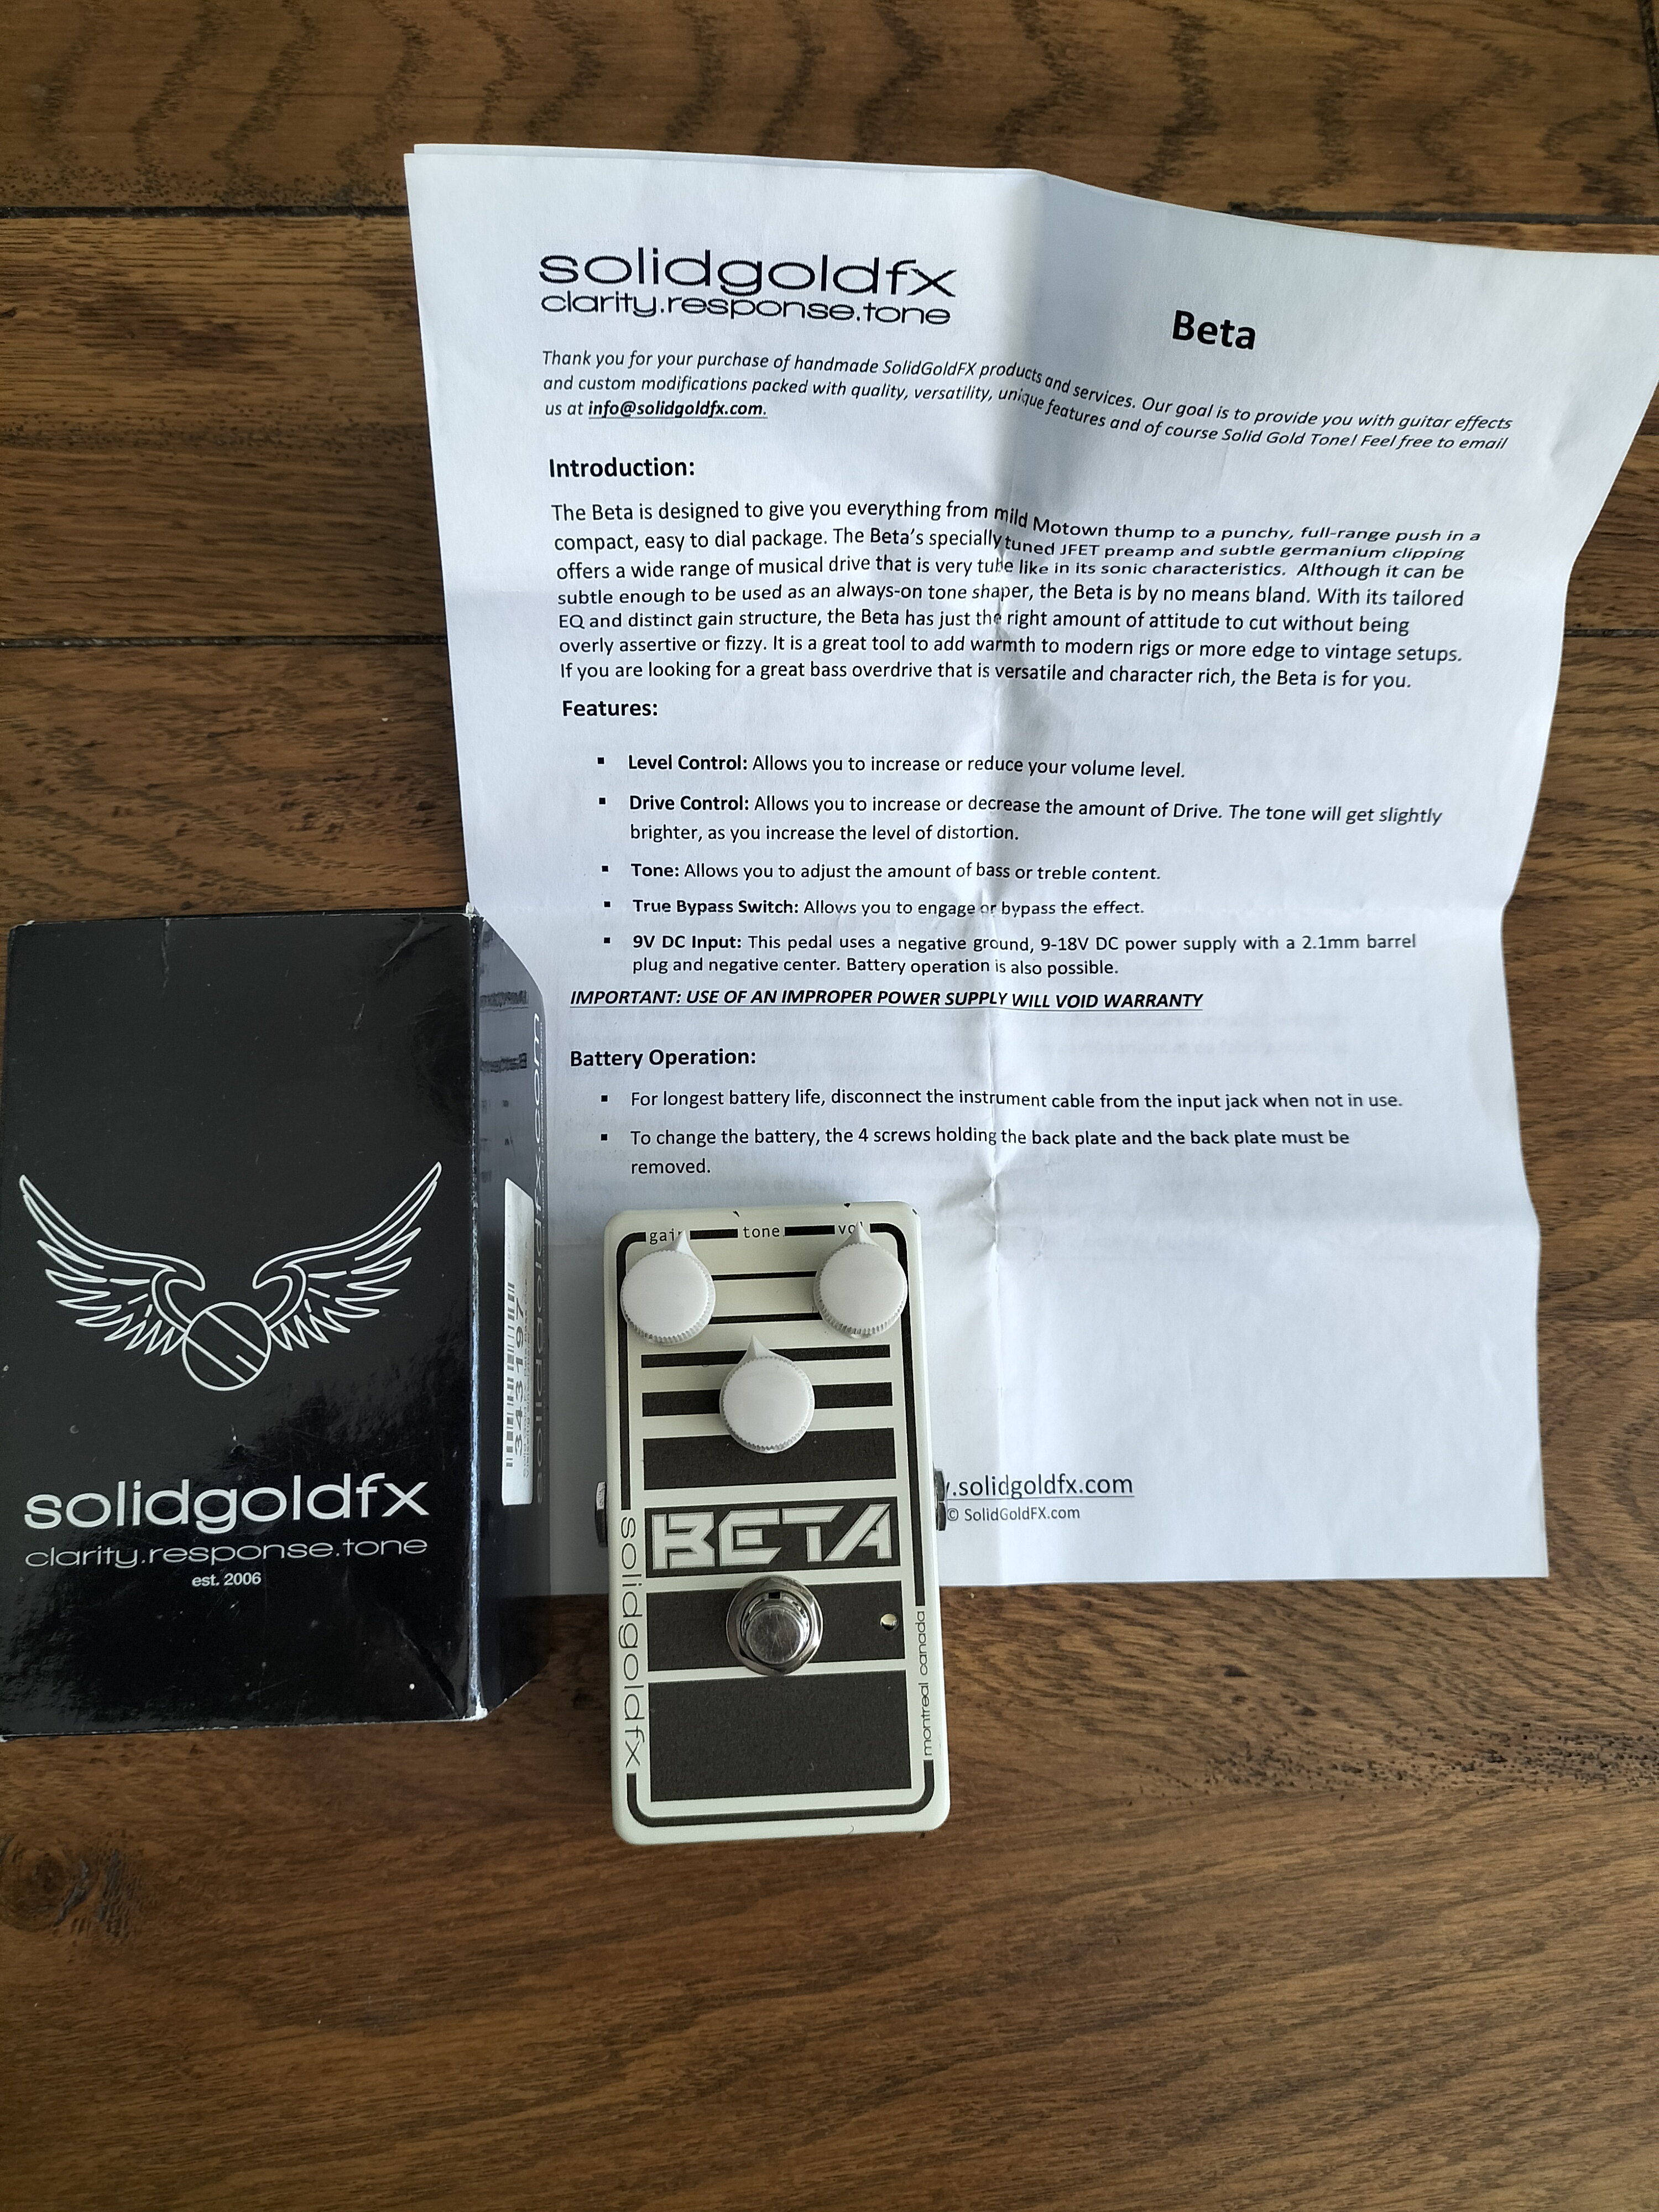 solidgoldfx
clarity.response.tone
Beta
Thank you for your purchase of handmade SolidGoldFX products and services. Our goal is to provide you with guitar effects
and custom modifications packed with quality, versatility, unique features and of course Solid Gold Tone! Feel free to email
us at info@solidgoldfx.com.
Introduction:
The Beta is designed to give you everything from mild Motown thump to a punchy, full-range push in a
compact, easy to dial package. The Beta's specially tuned JFET preamp and subtle germanium clipping
offers a wide range of musical drive that is very tube like in its sonic characteristics. Although it can be
subtle enough to be used as an always-on tone shaper, the Beta is by no means bland. With its tailored
EQ and distinct gain structure, the Beta has just the right amount of attitude to cut without being
overly assertive or fizzy. It is a great tool to add warmth to modern rigs or more edge to vintage setups.
If you are looking for a great bass overdrive that is versatile and character rich, the Beta is for you.
Features:
▪ Level Control: Allows you to increase or reduce your volume level.
▪ Drive Control: Allows you to increase or decrease the amount of Drive. The tone will get slightly
brighter, as you increase the level of distortion.
▪ Tone: Allows you to adjust the amount of bass or treble content.
▪ True Bypass Switch: Allows you to engage or bypass the effect.
▪ 9V DC Input: This pedal uses a negative ground, 9-18V DC power supply with a 2.1mm barrel
plug and negative center. Battery operation is also possible.
IMPORTANT: USE OF AN IMPROPER POWER SUPPLY WILL VOID WARRANTY
Battery Operation:
▪ For longest battery life, disconnect the instrument cable from the input jack when not in use.
▪ To change the battery, the 4 screws holding the back plate and the back plate must be
removed.
.solidgoldfx.com
© SolidGoldFX.com
solidgoldfx
clarity.response.tone
est. 2006
solidgoldfx.com
343197
gain tone vol
BETA
solidgoldfx
montreal canada